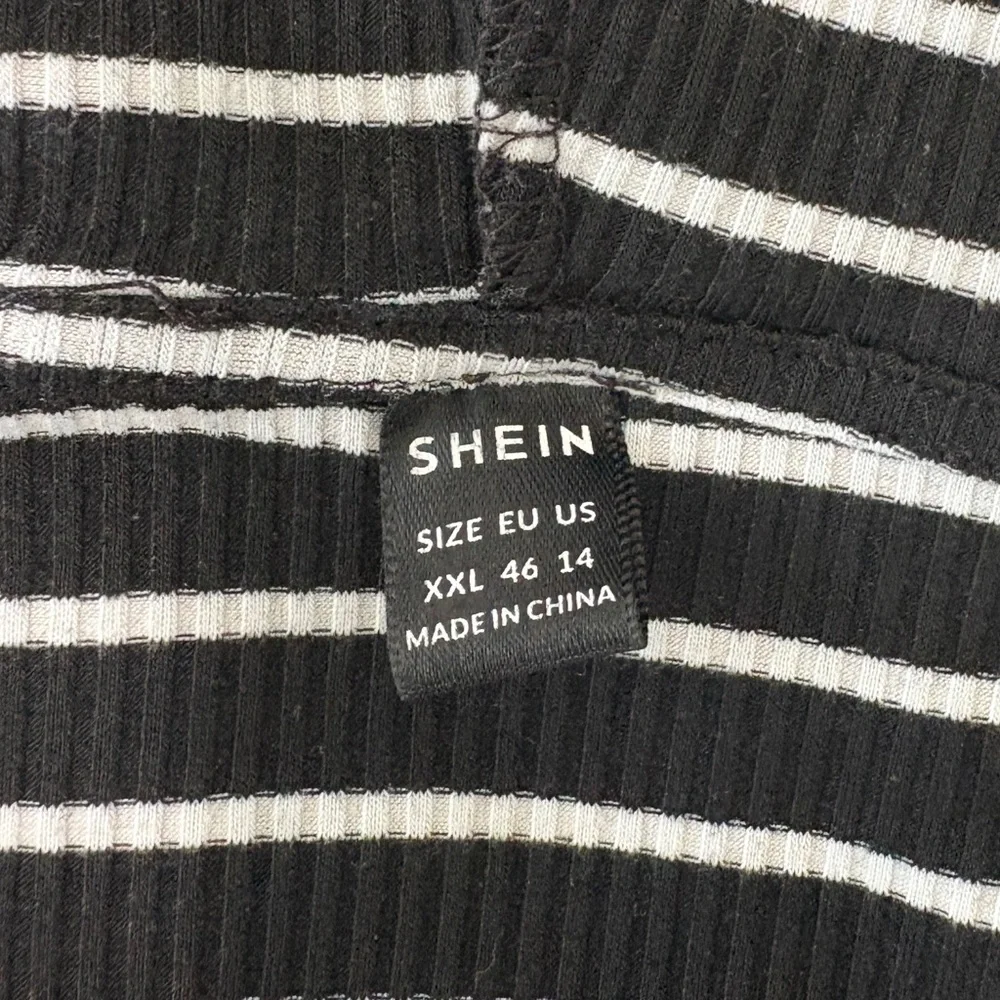 SHEIN
SIZE EU US
XXL 46 14
MADE IN CHINA